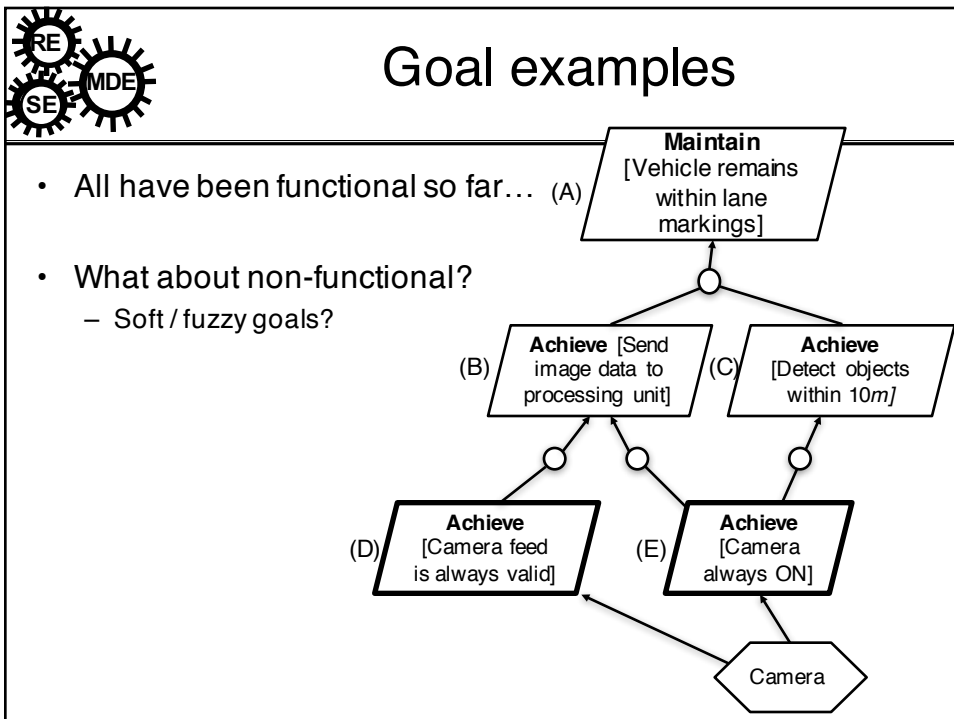 RE
MDE
SE
Goal examples
• All have been functional so far…
• What about non-functional?
– Soft / fuzzy goals?
(A)
Maintain
[Vehicle remains
within lane
markings]
(B)
Achieve [Send
image data to
processing unit]
(C)
Achieve
[Detect objects
within 10m]
(D)
Achieve
[Camera feed
is always valid]
(E)
Achieve
[Camera
always ON]
Camera